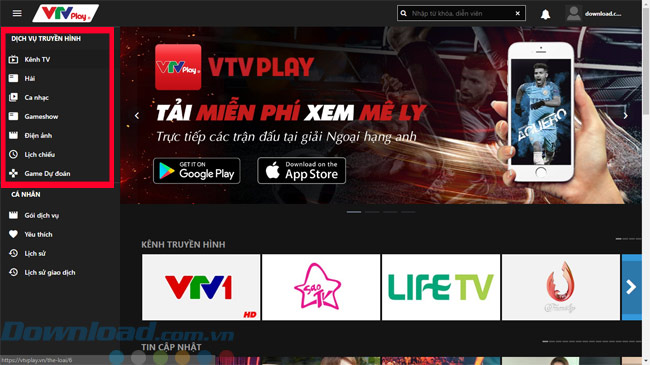 VTV Play
Nhập từ khóa, diễn viên
download.c...
DỊCH VỤ TRUYỀN HÌNH
Kênh TV
Hài
Ca nhạc
Gameshow
Điện ảnh
Lịch chiếu
Game Dự đoán
CÁ NHÂN
Gói dịch vụ
Yêu thích
Lịch sử
Lịch sử giao dịch
VTV Play
VTVPLAY
TẢI MIỄN PHÍ XEM MÊ LY
Trực tiếp các trận đấu tại giải Ngoại hạng anh
GET IT ON
Google Play
Download on the
App Store
AGUERO
KÊNH TRUYỀN HÌNH
VTV1
HD
sao
TV
LIFE TV
Family
TIN CẬP NHẬT
Download.com.vn
https://vtvplay.vn/the-loai/6